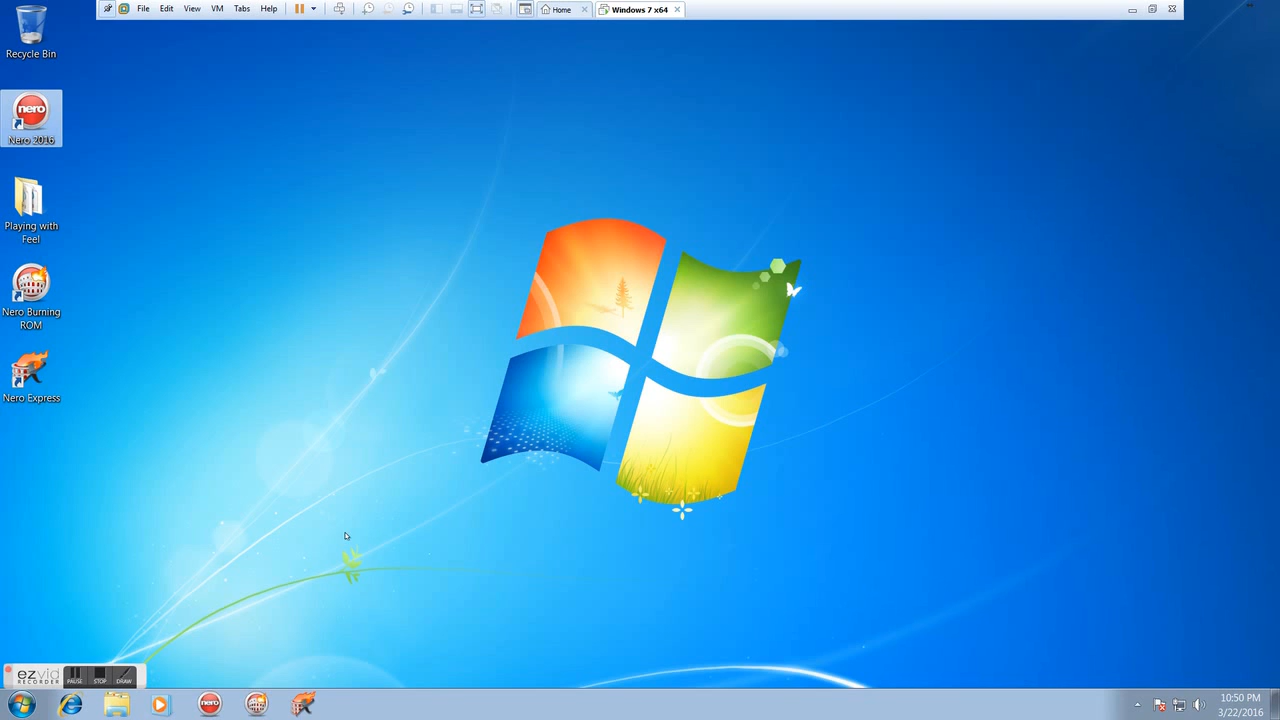 File Edit View VM Tabs Help
Home
Windows 7 x64
Recycle Bin
nero
Nero 2016
Playing with
Feel
Nero Burning
ROM
Nero Express
ezvid
RECORDER
PAUSE STOP DRAW
nero
10:50 PM
3/22/2016